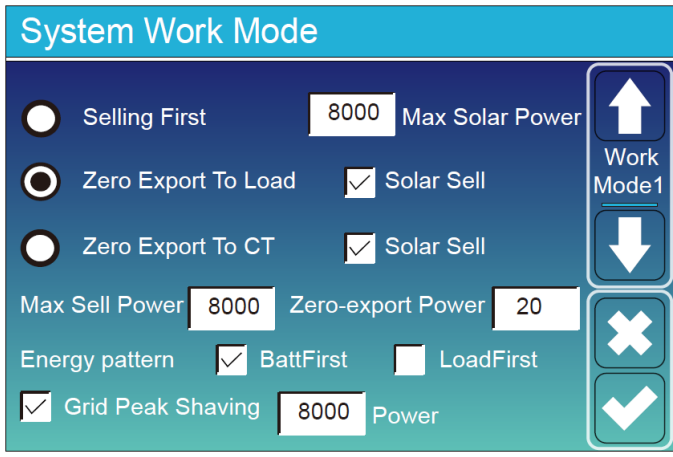 System Work Mode
Selling First 8000 Max Solar Power
Zero Export To Load Solar Sell
Zero Export To CT Solar Sell
Max Sell Power 8000 Zero-export Power 20
Energy pattern BattFirst LoadFirst
Grid Peak Shaving 8000 Power
Work
Mode1